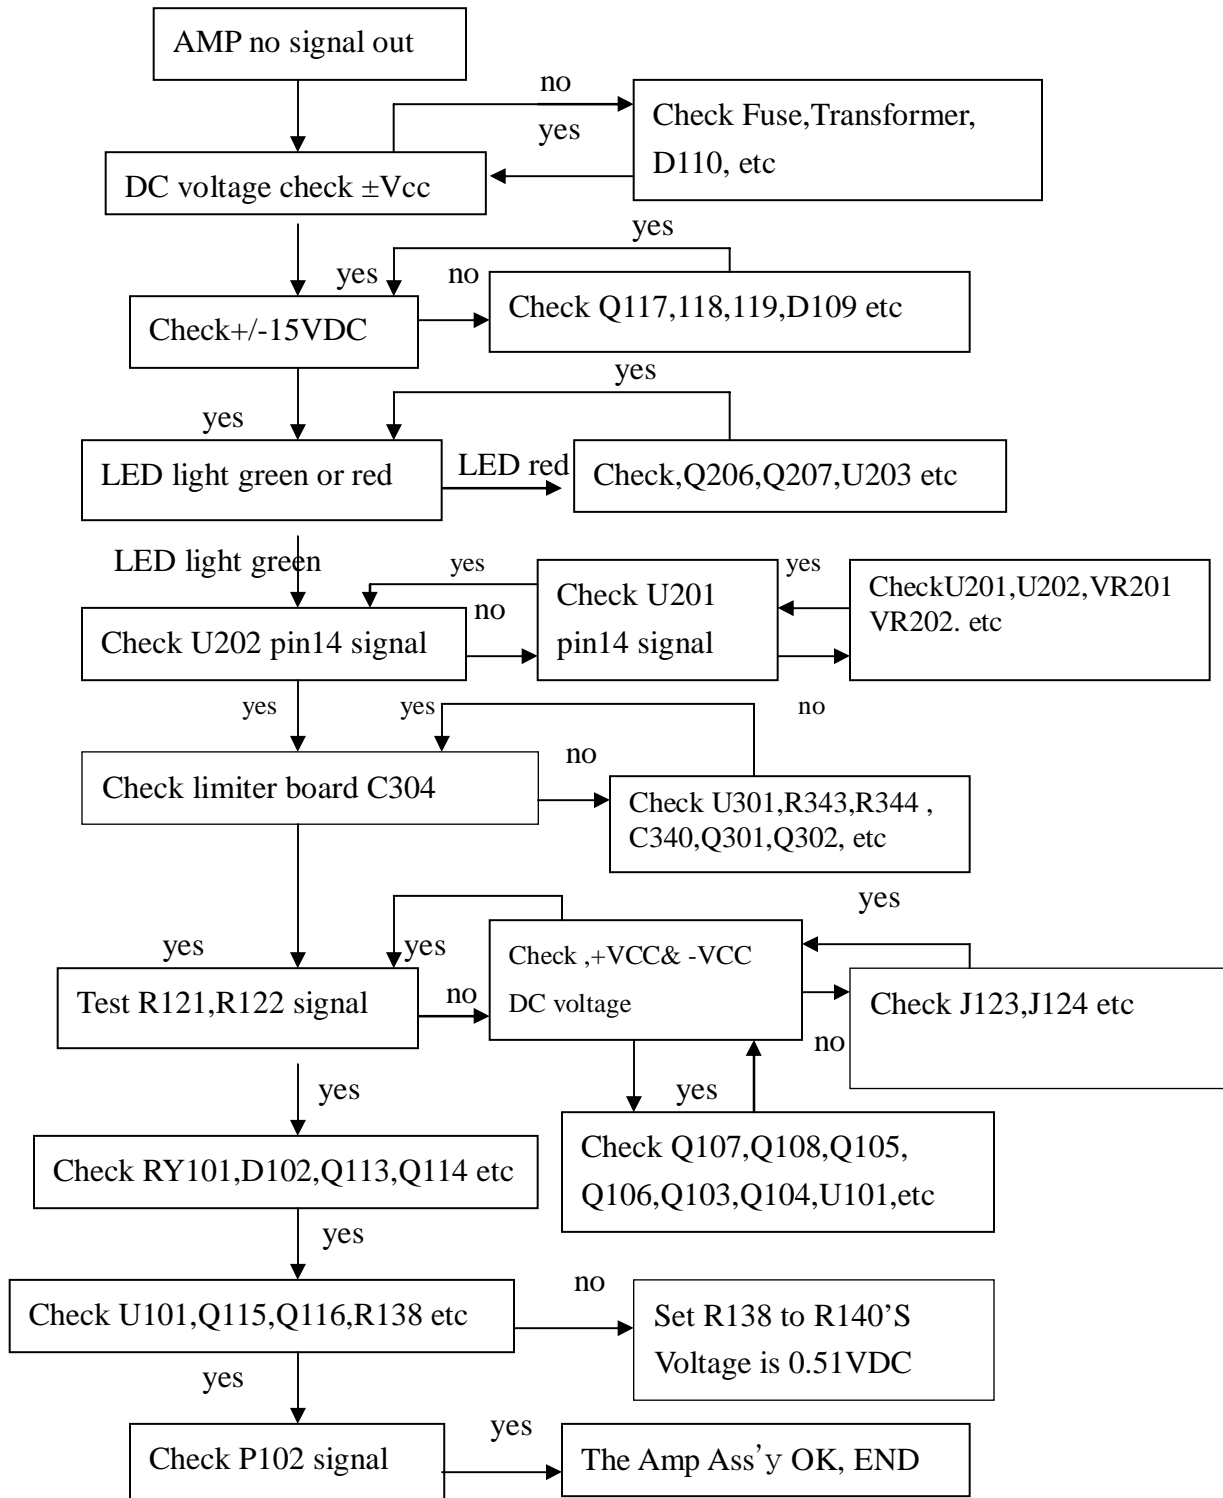 AMP no signal out
no
Check Fuse,Transformer,
D110, etc
yes
DC voltage check ±Vcc
yes
yes
no
Check Q117,118,119,D109 etc
Check+/-15VDC
yes
yes
LED light green or red
LED red
Check,Q206,Q207,U203 etc
LED light green
yes
yes
Check U201
pin14 signal
CheckU201,U202,VR201
VR202. etc
no
Check U202 pin14 signal
yes
yes
no
Check limiter board C304
no
Check U301,R343,R344 ,
C340,Q301,Q302, etc
yes
yes
yes
Check ,+VCC& -VCC
DC voltage
Test R121,R122 signal
no
Check J123,J124 etc
no
yes
yes
Check RY101,D102,Q113,Q114 etc
Check Q107,Q108,Q105,
Q106,Q103,Q104,U101,etc
yes
Check U101,Q115,Q116,R138 etc
no
Set R138 to R140’S
Voltage is 0.51VDC
yes
Check P102 signal
yes
The Amp Ass’y OK, END